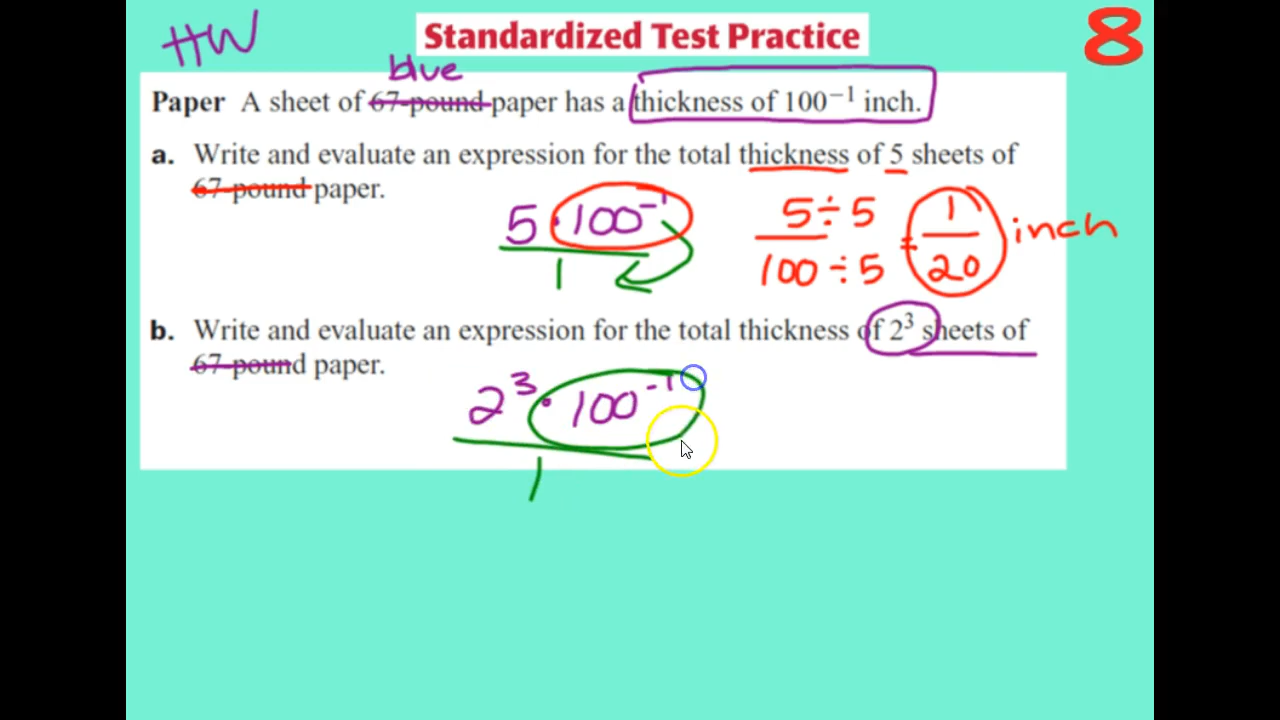 HW
Standardized Test Practice
8
blue
Paper A sheet of 67-pound paper has a thickness of 100⁻¹ inch.
a. Write and evaluate an expression for the total thickness of 5 sheets of
67-pound paper.
5 · 100⁻¹
1
5 ÷ 5
100 ÷ 5
=
1
20
inch
b. Write and evaluate an expression for the total thickness of 2³ sheets of
67-pound paper.
2³ · 100⁻¹
1